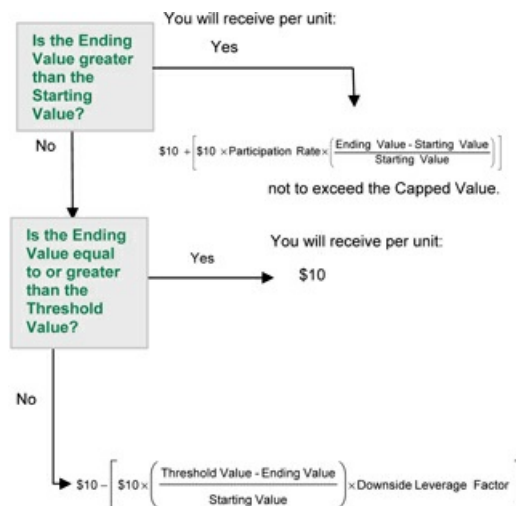 You will receive per unit:
Is the Ending
Value greater
than the
Starting
Value?
Yes
No
$10 + [ $10 × Participation Rate × ( Ending Value - Starting Value
Starting Value ) ]
not to exceed the Capped Value.
Is the Ending
Value equal
to or greater
than the
Threshold
Value?
You will receive per unit:
Yes
$10
No
$10 – [ $10 × ( Threshold Value - Ending Value
Starting Value ) × Downside Leverage Factor